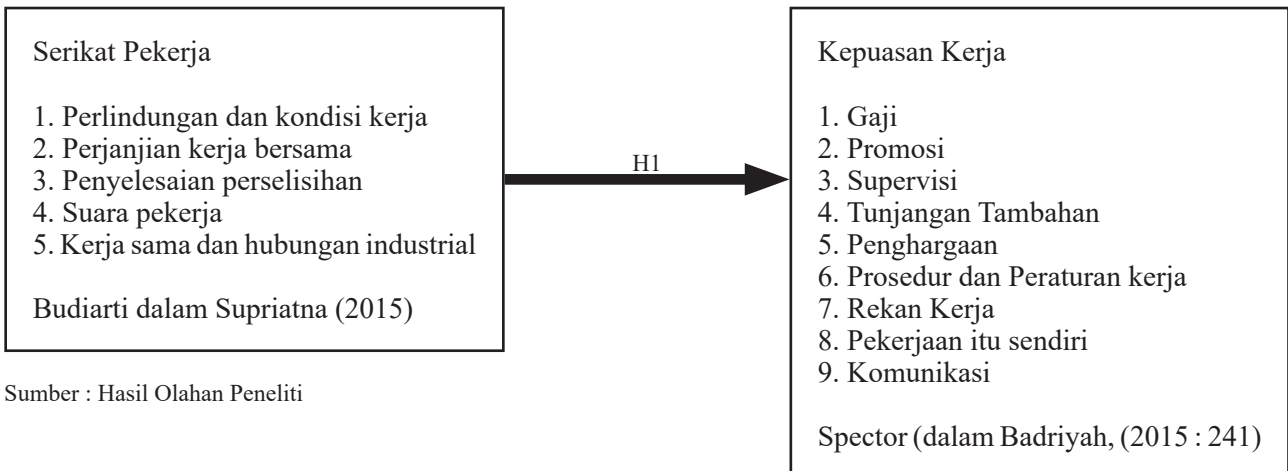 Serikat Pekerja
1. Perlindungan dan kondisi kerja
2. Perjanjian kerja bersama
3. Penyelesaian perselisihan
4. Suara pekerja
5. Kerja sama dan hubungan industrial
Budiarti dalam Supriatna (2015)
H1
Kepuasan Kerja
1. Gaji
2. Promosi
3. Supervisi
4. Tunjangan Tambahan
5. Penghargaan
6. Prosedur dan Peraturan kerja
7. Rekan Kerja
8. Pekerjaan itu sendiri
9. Komunikasi
Spector (dalam Badriyah, (2015 : 241)
Sumber : Hasil Olahan Peneliti